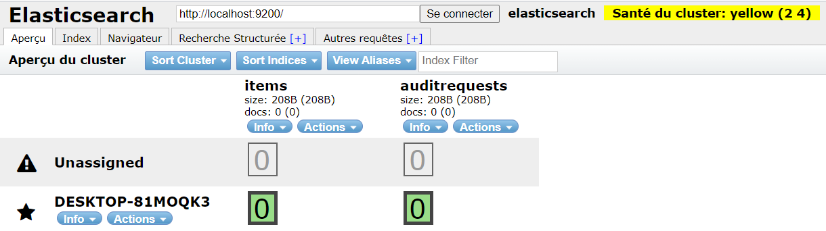 Elasticsearch http://localhost:9200/ Se connecter elasticsearch Santé du cluster: yellow (2 4)
Aperçu Index Navigateur Recherche Structurée [+] Autres requêtes [+]
Aperçu du cluster Sort Cluster Sort Indices View Aliases Index Filter
items auditrequests
size: 208B (208B) size: 208B (208B)
docs: 0 (0) docs: 0 (0)
Info Actions Info Actions
Unassigned 0 0
DESKTOP-81MOQK3 0 0
Info Actions